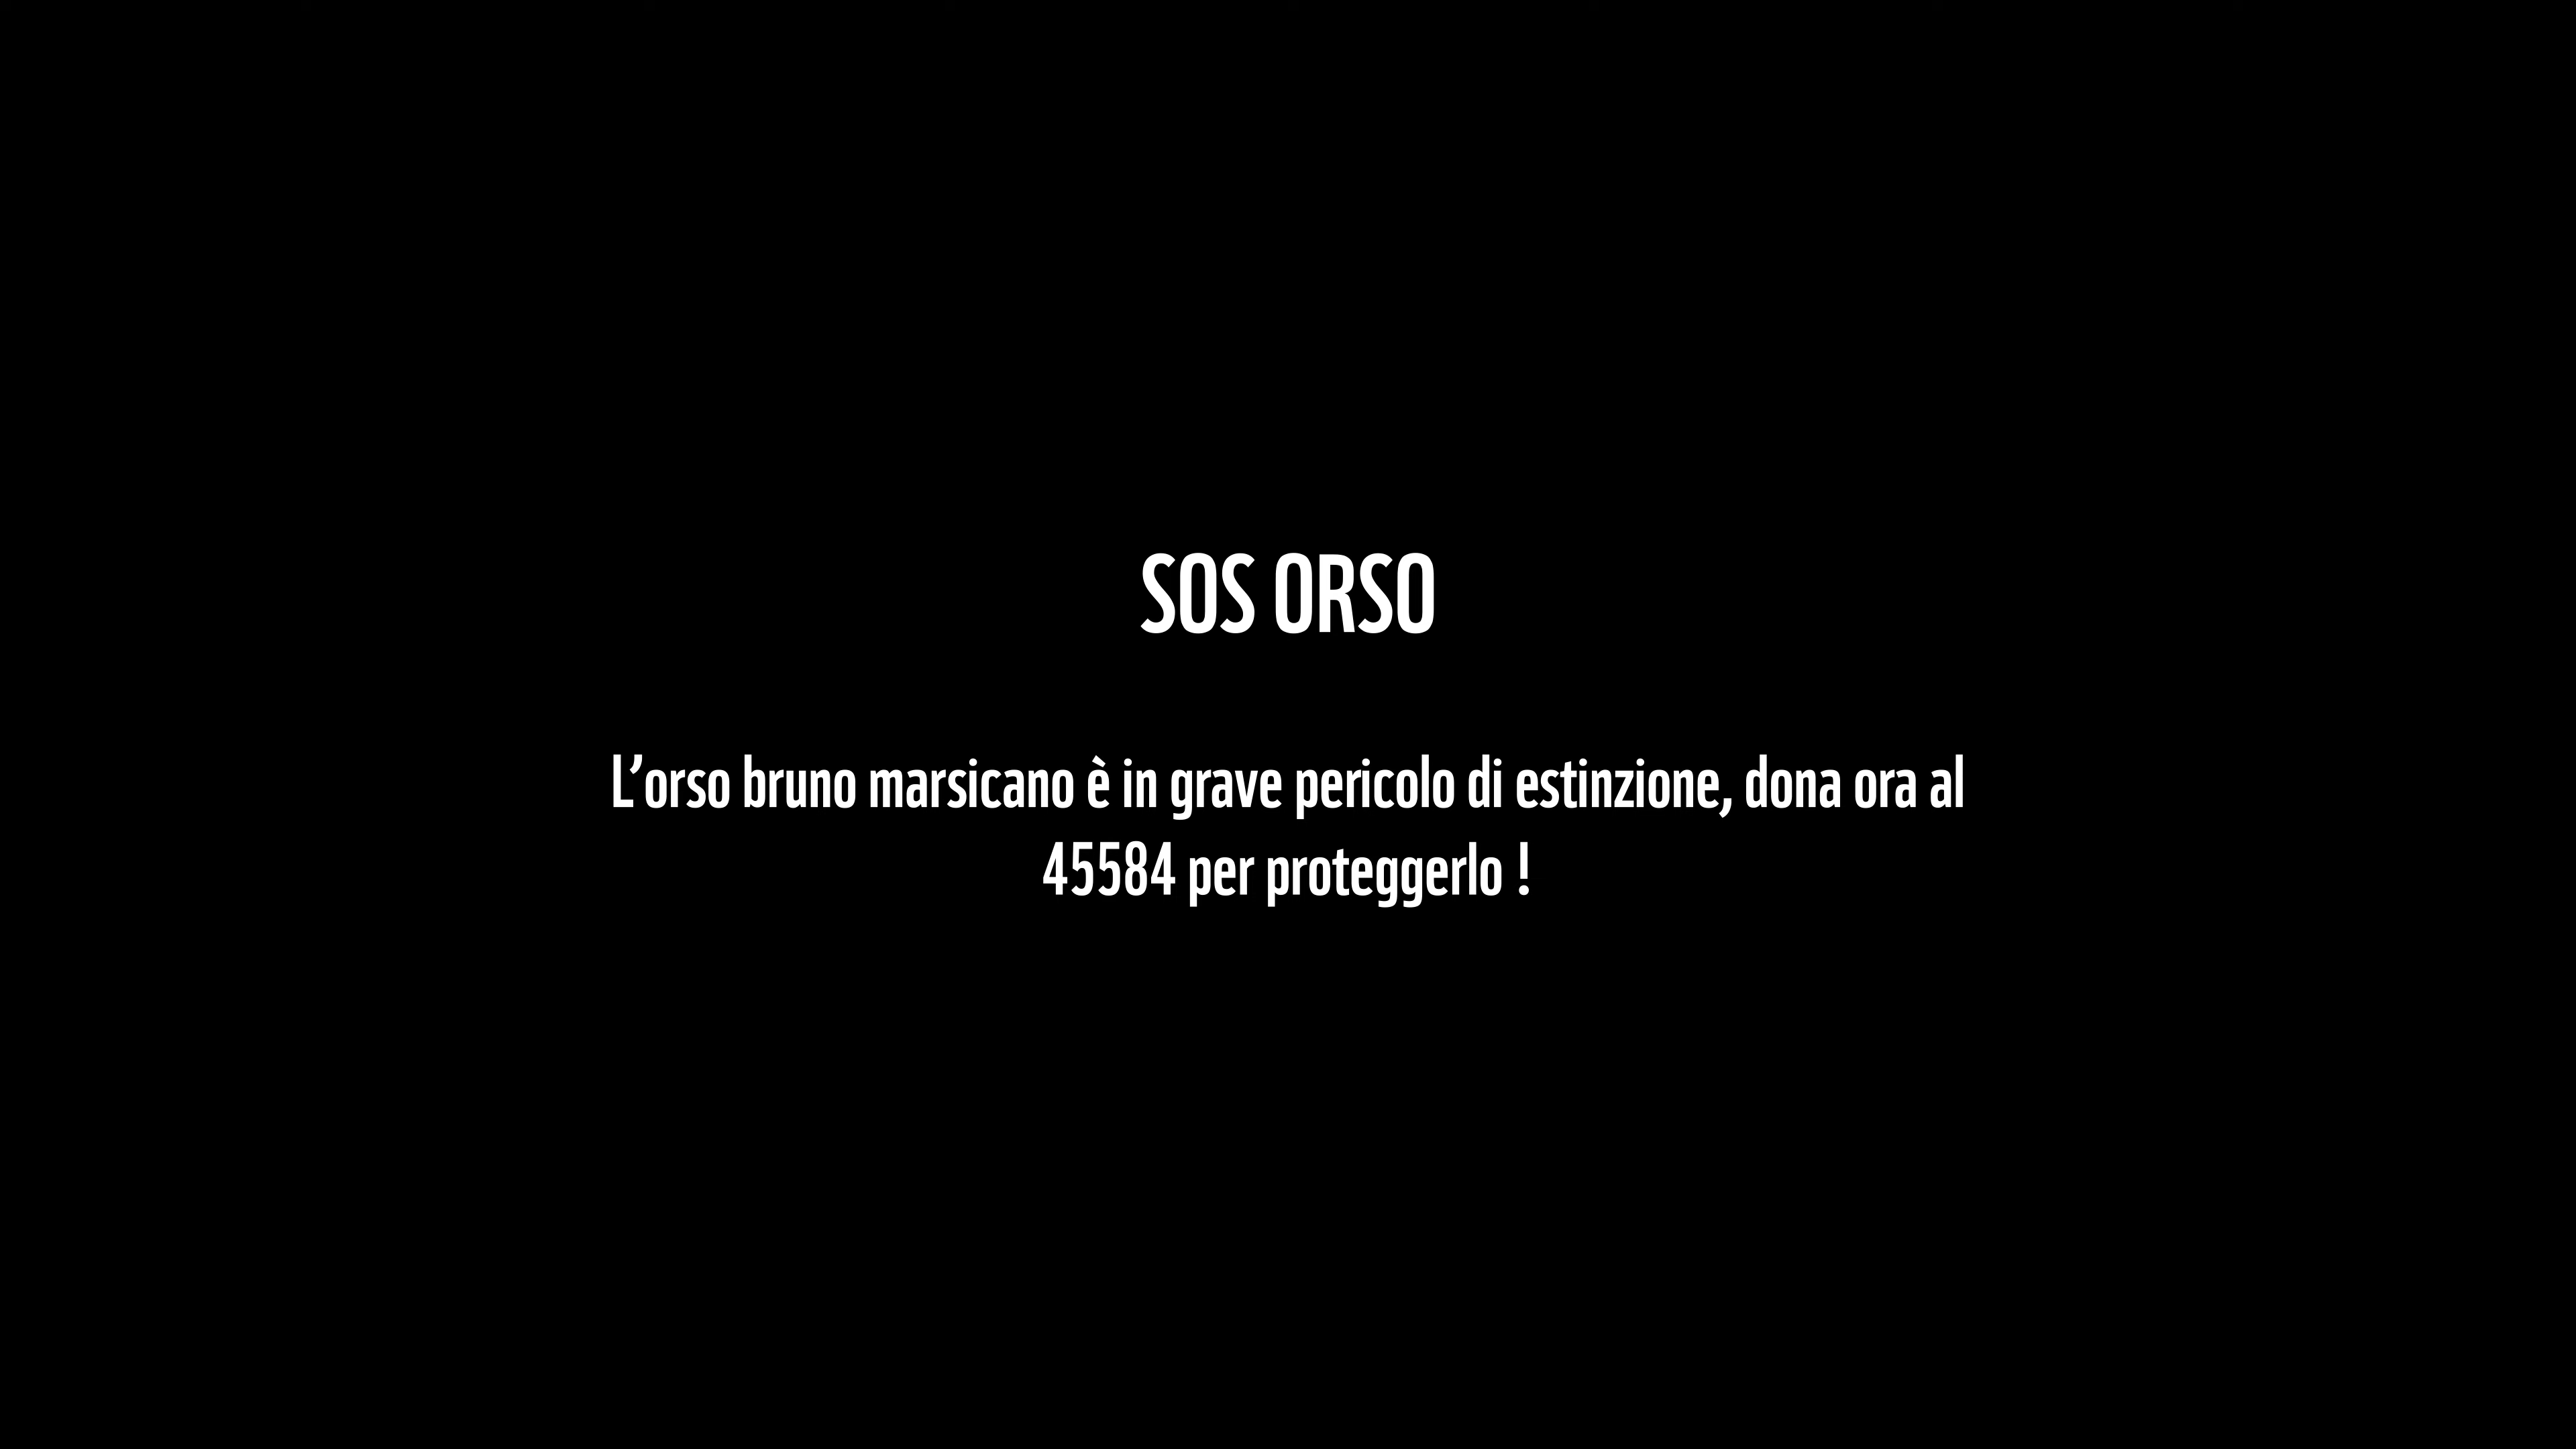 SOS ORSO
L’orso bruno marsicano è in grave pericolo di estinzione, dona ora al
45584 per proteggerlo !